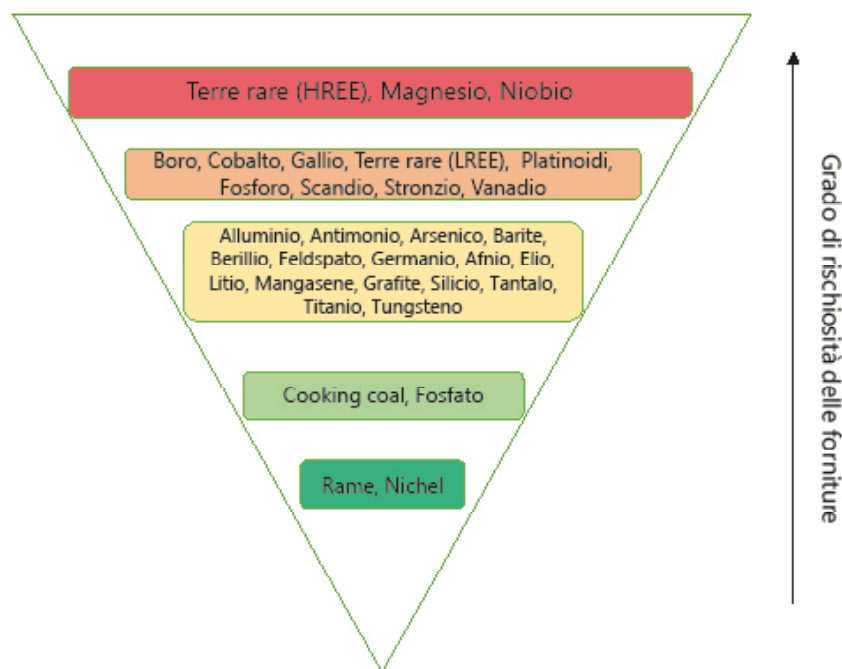 Terre rare (HREE), Magnesio, Niobio
Boro, Cobalto, Gallio, Terre rare (LREE), Platinoidi,
Fosforo, Scandio, Stronzio, Vanadio
Alluminio, Antimonio, Arsenico, Barite,
Berillio, Feldspato, Germanio, Afnio, Elio,
Litio, Mangasene, Grafite, Silicio, Tantalo,
Titanio, Tungsteno
Cooking coal, Fosfato
Rame, Nichel
Grado di rischiosità delle forniture